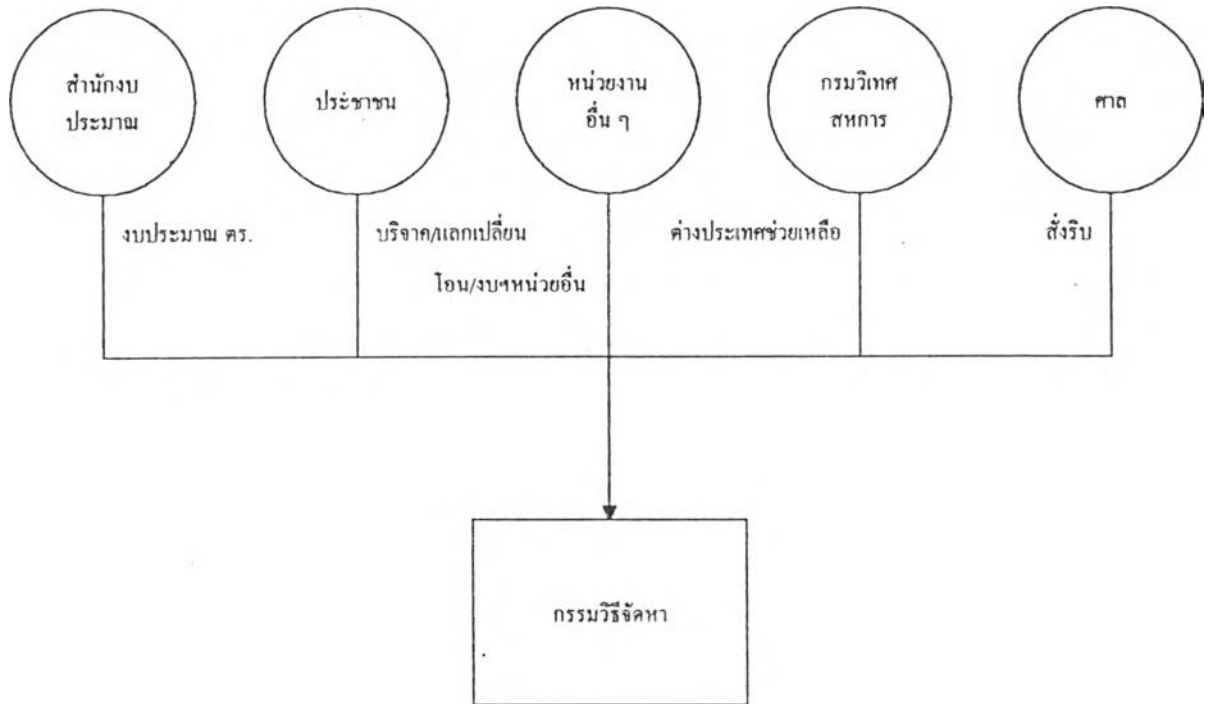 สำนักงบ
ประมาณ
ประชาชน
หน่วยงาน
อื่น ๆ
กรมวิเทศ
สหการ
ศาล
งบประมาณ ตร.
บริจาค/แลกเปลี่ยน
ต่างประเทศช่วยเหลือ
สั่งริบ
โอน/งบฯหน่วยอื่น
กรรมวิธีจัดหา